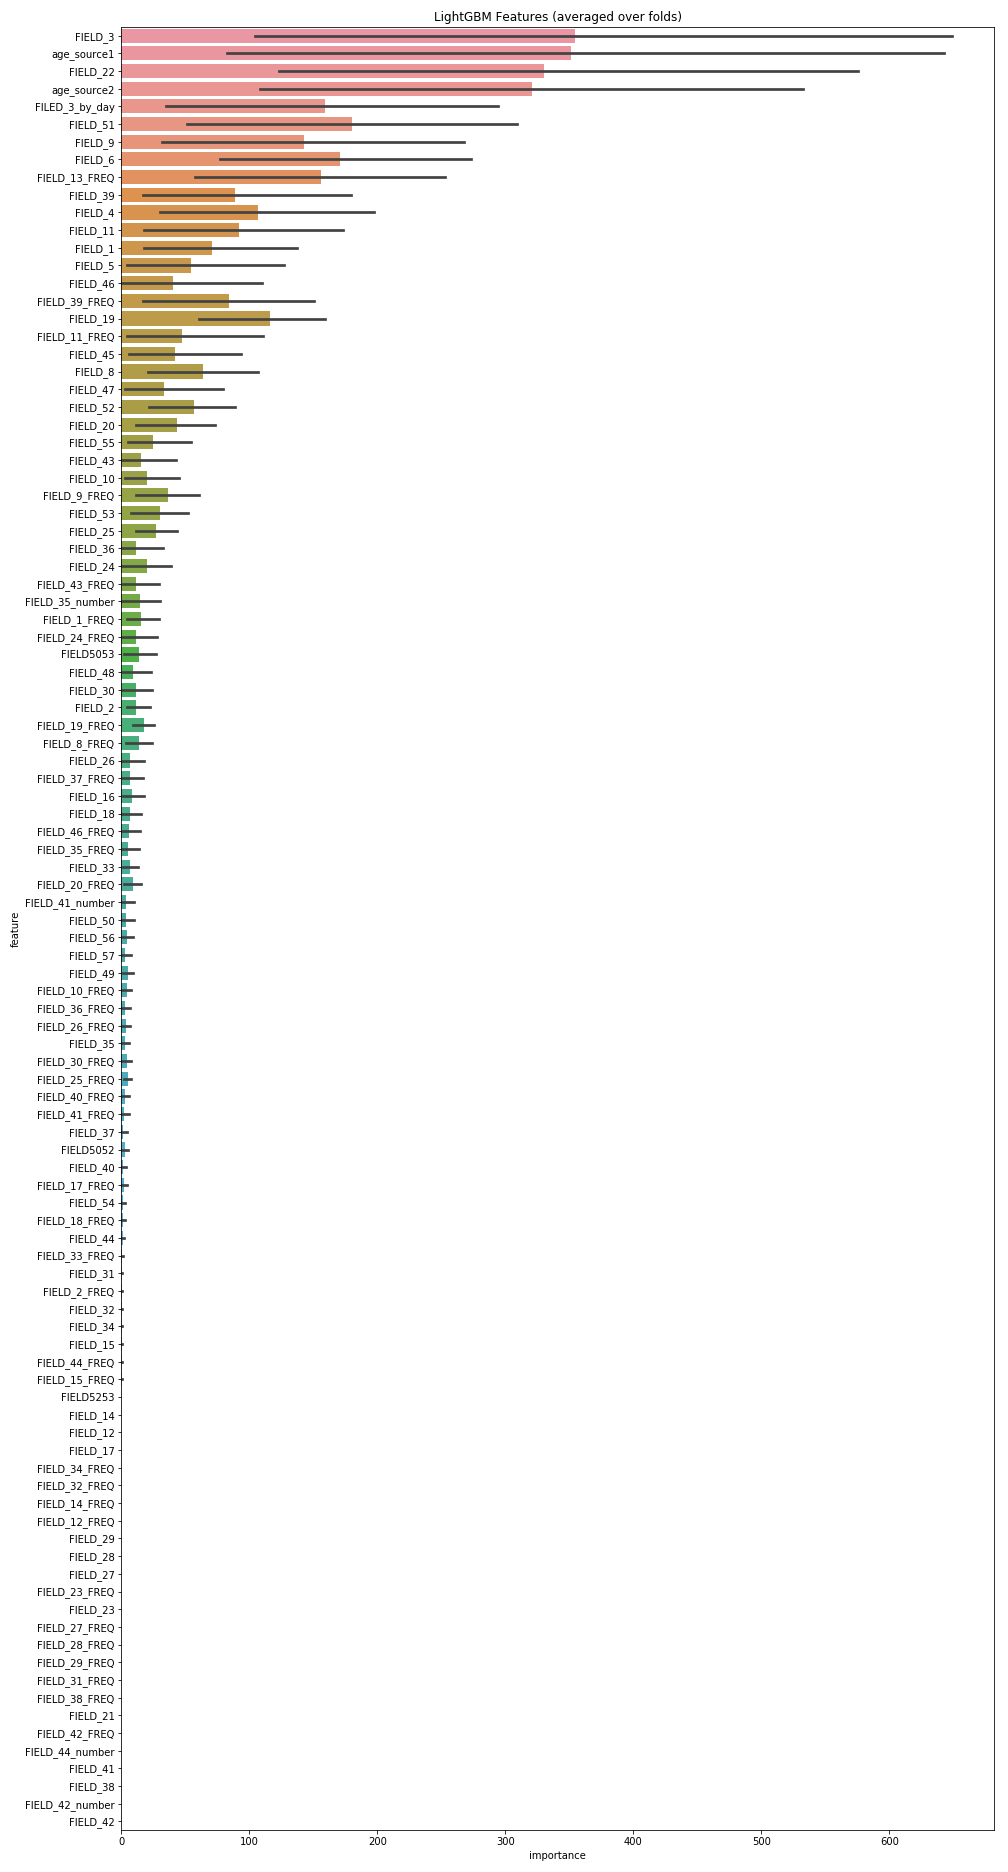 LightGBM Features (averaged over folds)
FIELD_3
age_source1
FIELD_22
age_source2
FILED_3_by_day
FIELD_51
FIELD_9
FIELD_6
FIELD_13_FREQ
FIELD_39
FIELD_4
FIELD_11
FIELD_1
FIELD_5
FIELD_46
FIELD_39_FREQ
FIELD_19
FIELD_11_FREQ
FIELD_45
FIELD_8
FIELD_47
FIELD_52
FIELD_20
FIELD_55
FIELD_43
FIELD_10
FIELD_9_FREQ
FIELD_53
FIELD_25
FIELD_36
FIELD_24
FIELD_43_FREQ
FIELD_35_number
FIELD_1_FREQ
FIELD_24_FREQ
FIELD5053
FIELD_48
FIELD_30
FIELD_2
FIELD_19_FREQ
FIELD_8_FREQ
FIELD_26
FIELD_37_FREQ
FIELD_16
FIELD_18
FIELD_46_FREQ
FIELD_35_FREQ
FIELD_33
FIELD_20_FREQ
FIELD_41_number
FIELD_50
FIELD_56
FIELD_57
FIELD_49
FIELD_10_FREQ
FIELD_36_FREQ
FIELD_26_FREQ
FIELD_35
FIELD_30_FREQ
FIELD_25_FREQ
FIELD_40_FREQ
FIELD_41_FREQ
FIELD_37
FIELD5052
FIELD_40
FIELD_17_FREQ
FIELD_54
FIELD_18_FREQ
FIELD_44
FIELD_33_FREQ
FIELD_31
FIELD_2_FREQ
FIELD_32
FIELD_34
FIELD_15
FIELD_44_FREQ
FIELD_15_FREQ
FIELD5253
FIELD_14
FIELD_12
FIELD_17
FIELD_34_FREQ
FIELD_32_FREQ
FIELD_14_FREQ
FIELD_12_FREQ
FIELD_29
FIELD_28
FIELD_27
FIELD_23_FREQ
FIELD_23
FIELD_27_FREQ
FIELD_28_FREQ
FIELD_29_FREQ
FIELD_31_FREQ
FIELD_38_FREQ
FIELD_21
FIELD_42_FREQ
FIELD_44_number
FIELD_41
FIELD_38
FIELD_42_number
FIELD_42
feature
0 100 200 300 400 500 600
importance